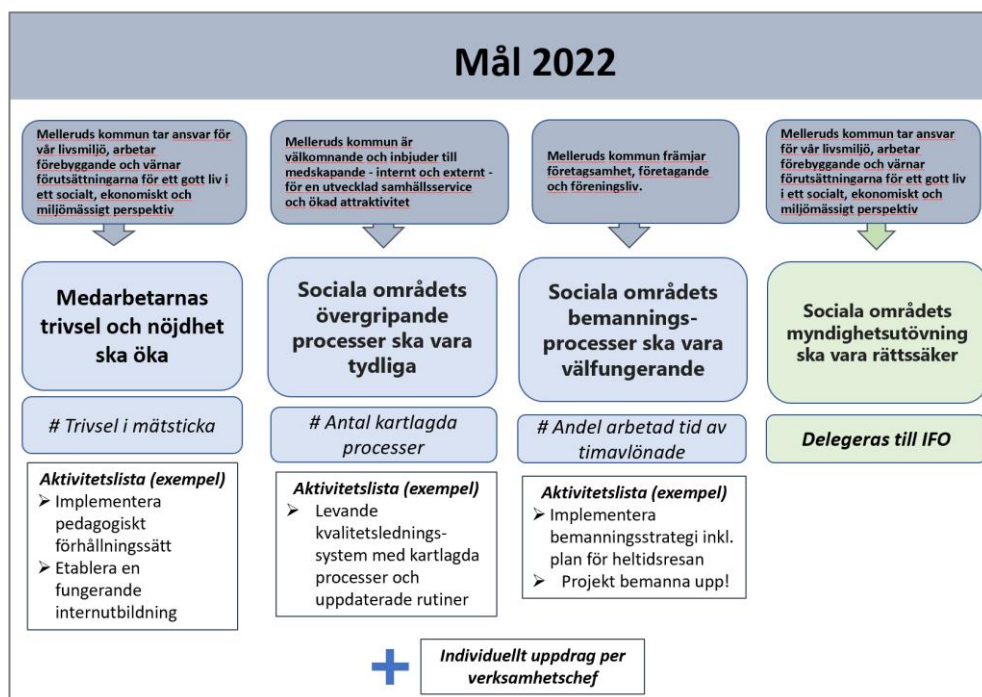 Mål 2022
Melleruds kommun tar ansvar för
vår livsmiljö, arbetar
förebyggande och värnar
förutsättningarna för ett gott liv i
ett socialt, ekonomiskt och
miljömässigt perspektiv
Medarbetarnas
trivsel och nöjdhet
ska öka
# Trivsel i mätsticka
Aktivitetslista (exempel)
➢ Implementera
pedagogiskt
förhållningssätt
➢ Etablera en
fungerande
internutbildning
Melleruds kommun är
välkomnande och inbjuder till
medskapande - internt och externt -
för en utvecklad samhällsservice
och ökad attraktivitet
Sociala områdets
övergripande
processer ska vara
tydliga
# Antal kartlagda
processer
Aktivitetslista (exempel)
➢ Levande
kvalitetslednings-
system med kartlagda
processer och
uppdaterade rutiner
Melleruds kommun främjar
företagsamhet, företagande
och föreningsliv.
Sociala områdets
bemannings-
processer ska vara
välfungerande
# Andel arbetad tid av
timavlönade
Aktivitetslista (exempel)
➢ Implementera
bemanningsstrategi inkl.
plan för heltidsresan
➢ Projekt bemanna upp!
Melleruds kommun tar ansvar
för vår livsmiljö, arbetar
förebyggande och värnar
förutsättningarna för ett gott liv i
ett socialt, ekonomiskt och
miljömässigt perspektiv
Sociala områdets
myndighetsutövning
ska vara rättssäker
Delegeras till IFO
Individuellt uppdrag per
verksamhetschef